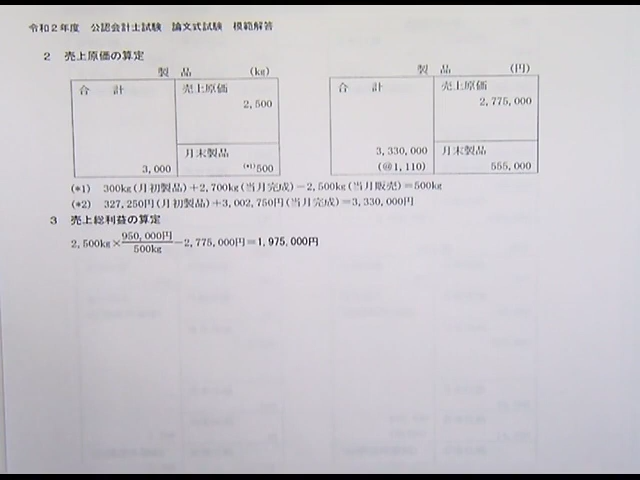 令和２年度　公認会計士試験　論文式試験　模範解答
２　売上原価の算定
製　品　(kg)
合　計　売上原価
2,500
月末製品
3,000　(*1)500
製　品　(円)
合　計　売上原価
2,775,000
3,330,000　月末製品
(@1,110)　555,000
(*1)　300kg(月初製品)＋2,700kg(当月完成)－2,500kg(当月販売)＝500kg
(*2)　327,250円(月初製品)＋3,002,750円(当月完成)＝3,330,000円
３　売上総利益の算定
2,500kg×950,000円/500kg－2,775,000円＝1,975,000円